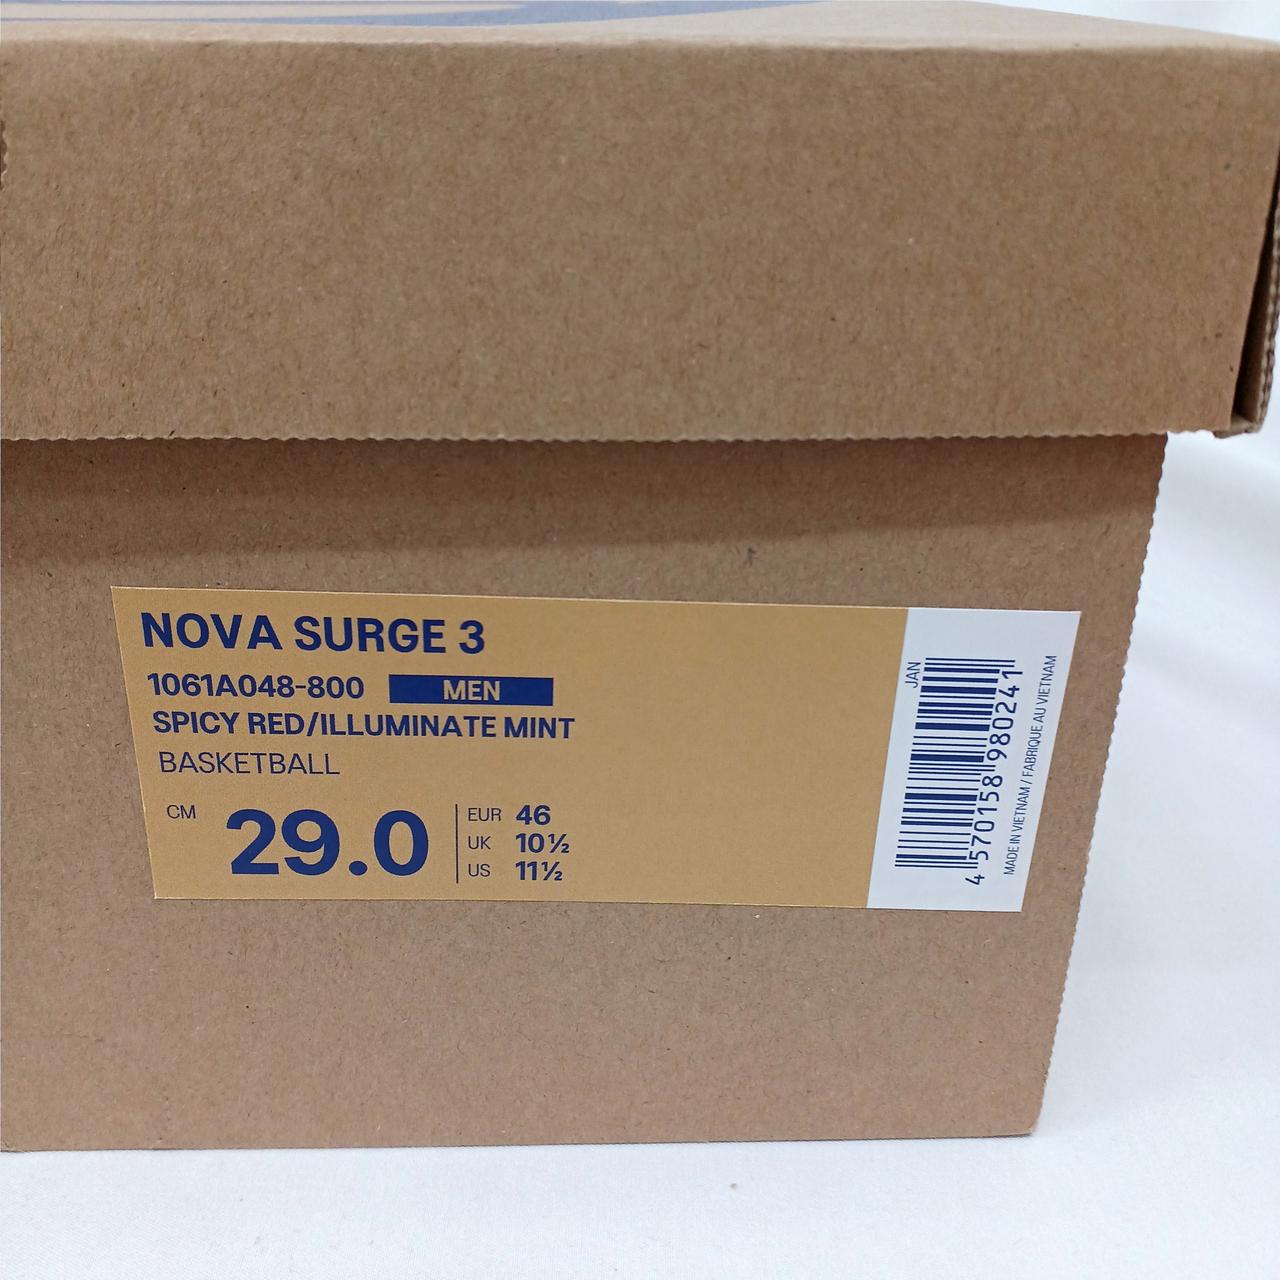 NOVA SURGE 3
1061A048-800 MEN
SPICY RED/ILLUMINATE MINT
BASKETBALL
CM 29.0
EUR 46
UK 10½
US 11½
JAN
4 570158 980241
MADE IN VIETNAM / FABRIQUE AU VIETNAM